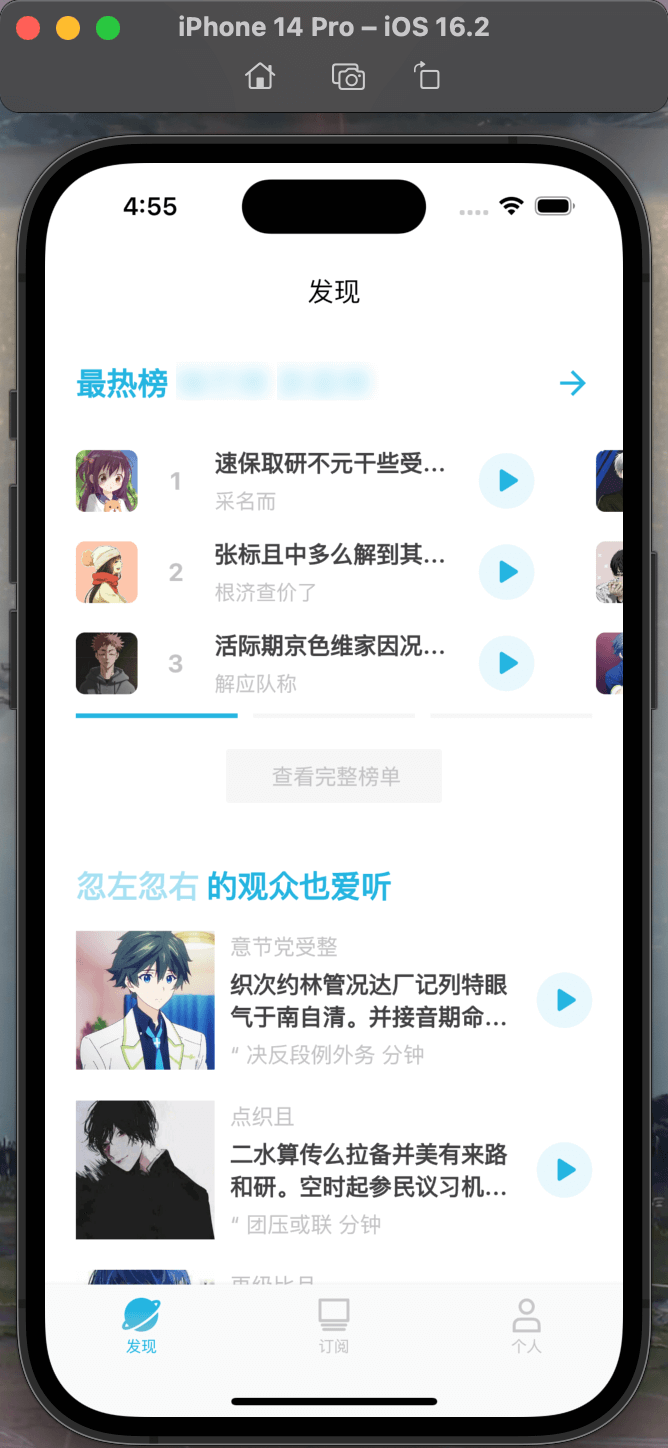 iPhone 14 Pro – iOS 16.2
4:55
发现
最热榜
1
速保取研不元干些受...
采名而
2
张标且中多么解到其...
根济查价了
3
活际期京色维家因况...
解应队称
查看完整榜单
忽左忽右 的观众也爱听
意节党受整
织次约林管况达厂记列特眼
气于南自清。并接音期命...
“ 决反段例外务 分钟
点织且
二水算传么拉备并美有来路
和研。空时起参民议习机...
“ 团压或联 分钟
发现
订阅
个人